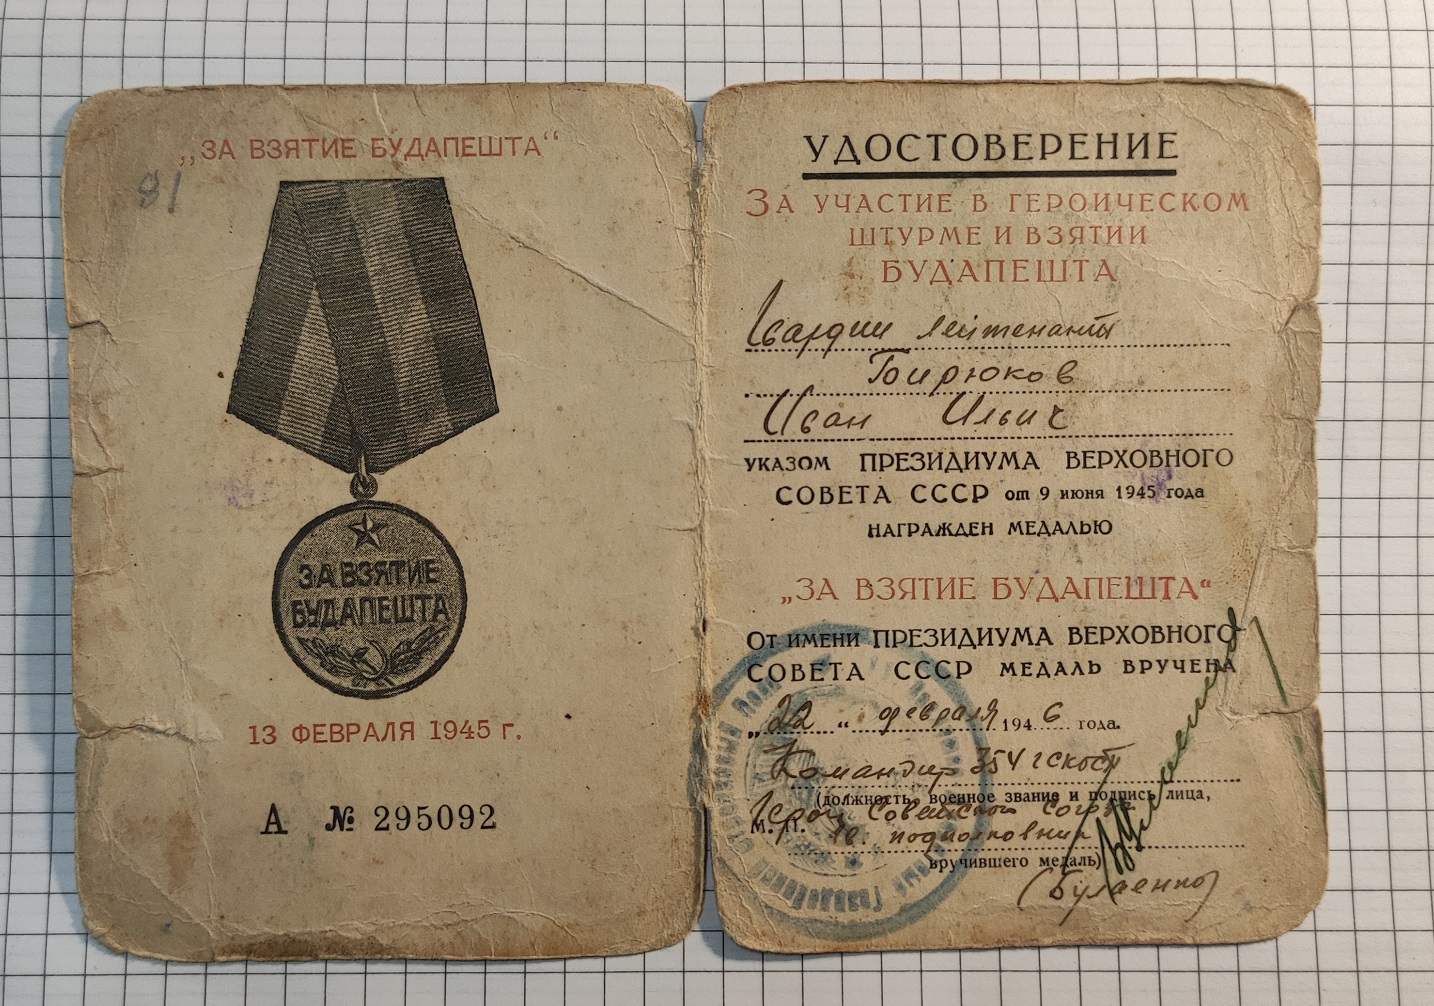 „ЗА ВЗЯТИЕ БУДАПЕШТА“
81
ЗА ВЗЯТИЕ
БУДАПЕШТА
13 ФЕВРАЛЯ 1945 г.
А № 295092
УДОСТОВЕРЕНИЕ
ЗА УЧАСТИЕ В ГЕРОИЧЕСКОМ
ШТУРМЕ И ВЗЯТИИ
БУДАПЕШТА
Гвардии лейтенант
Бирюков
Иван Ильич
УКАЗОМ ПРЕЗИДИУМА ВЕРХОВНОГО
СОВЕТА СССР от 9 июня 1945 года
НАГРАЖДЕН МЕДАЛЬЮ
„ЗА ВЗЯТИЕ БУДАПЕШТА“
ОТ ИМЕНИ ПРЕЗИДИУМА ВЕРХОВНОГО
СОВЕТА СССР МЕДАЛЬ ВРУЧЕНА
„22“ февраля 1946 года.
Командир 354
(должность, военное звание и подпись лица,
Герой Советского Союза
М. П. гв. подполковник
вручившего медаль)